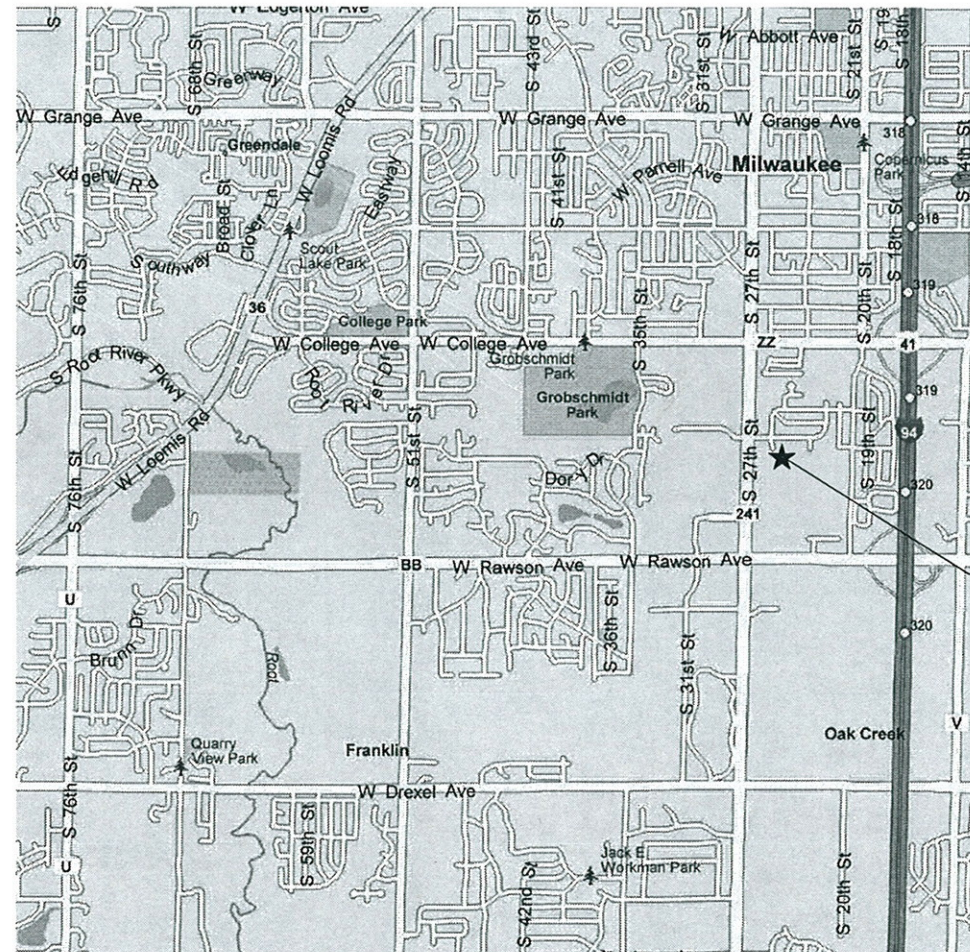 W Edgerton Ave
S
S 68th St
Greenway
S 43rd St
S 31st St
W Abbott Ave
S 21st St
S 19
S 18th
W Grange Ave
W Grange Ave
W Grange Ave
318
Greendale
W Loomis Rd
Edgehill Rd
Broad St
Clover Ln
Eastway
S 41st St
W Parnell Ave
Milwaukee
Copernicus
Park
S 14th St
318
Scout
Lake Park
Southway
S 76th St
S 27th St
S 18th St
319
36
College Park
S 35th St
S 20th St
W College Ave
W College Ave
ZZ
41
S Root River Pkwy
Root River Dr
Grobschmidt
Park
Grobschmidt
Park
319
94
W Loomis Rd
S 76th St
S 51st St
Dory Dr
S 27th St
S 19th St
320
241
BB
W Rawson Ave
W Rawson Ave
U
Brunn Dr
Root
S 36th St
S 31st St
320
V
Quarry
View Park
Franklin
Oak Creek
S 76th St
W Drexel Ave
U
S 59th St
S 42nd St
Jack E
Workman Park
S 20th St